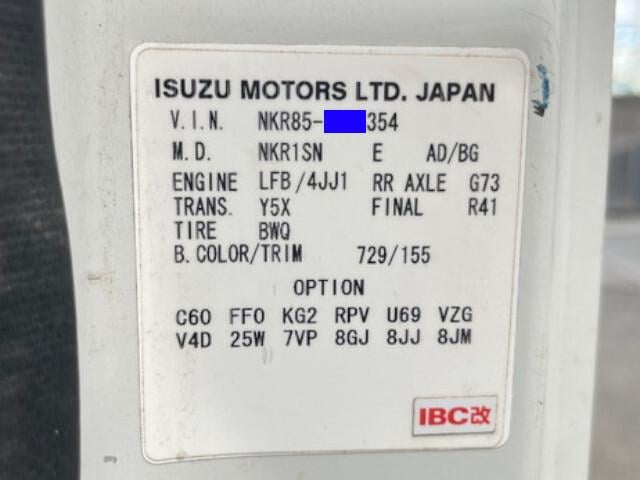 ISUZU MOTORS LTD. JAPAN
V.I.N. NKR85- 354
M.D. NKR1SN E AD/BG
ENGINE LFB/4JJ1 RR AXLE G73
TRANS. Y5X FINAL R41
TIRE BWQ
B.COLOR/TRIM 729/155
OPTION
C60 FF0 KG2 RPV U69 VZG
V4D 25W 7VP 8GJ 8JJ 8JM
IBC改